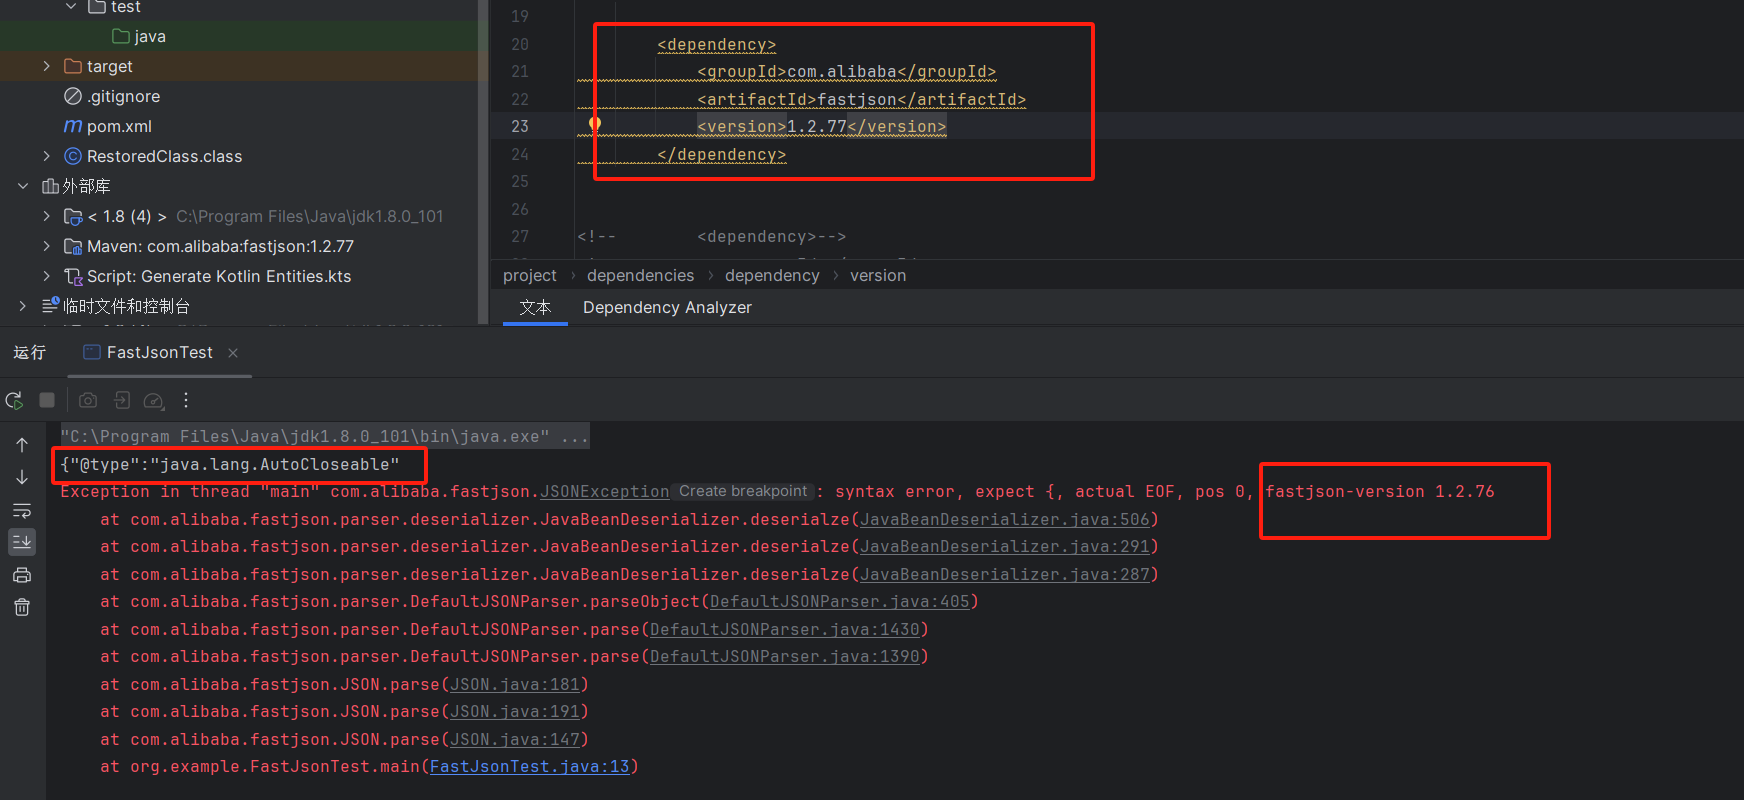 test
java
target
.gitignore
pom.xml
RestoredClass.class
外部库
< 1.8 (4) > C:\Program Files\Java\jdk1.8.0_101
Maven: com.alibaba:fastjson:1.2.77
Script: Generate Kotlin Entities.kts
临时文件和控制台
19
20 <dependency>
21 <groupId>com.alibaba</groupId>
22 <artifactId>fastjson</artifactId>
23 <version>1.2.77</version>
24 </dependency>
25
26
27 <!-- <dependency>-->
project › dependencies › dependency › version
文本 Dependency Analyzer
运行 FastJsonTest
"C:\Program Files\Java\jdk1.8.0_101\bin\java.exe" ...
{"@type":"java.lang.AutoCloseable"
Exception in thread "main" com.alibaba.fastjson.JSONException Create breakpoint : syntax error, expect {, actual EOF, pos 0, fastjson-version 1.2.76
at com.alibaba.fastjson.parser.deserializer.JavaBeanDeserializer.deserialze(JavaBeanDeserializer.java:506)
at com.alibaba.fastjson.parser.deserializer.JavaBeanDeserializer.deserialze(JavaBeanDeserializer.java:291)
at com.alibaba.fastjson.parser.deserializer.JavaBeanDeserializer.deserialze(JavaBeanDeserializer.java:287)
at com.alibaba.fastjson.parser.DefaultJSONParser.parseObject(DefaultJSONParser.java:405)
at com.alibaba.fastjson.parser.DefaultJSONParser.parse(DefaultJSONParser.java:1430)
at com.alibaba.fastjson.parser.DefaultJSONParser.parse(DefaultJSONParser.java:1390)
at com.alibaba.fastjson.JSON.parse(JSON.java:181)
at com.alibaba.fastjson.JSON.parse(JSON.java:191)
at com.alibaba.fastjson.JSON.parse(JSON.java:147)
at org.example.FastJsonTest.main(FastJsonTest.java:13)